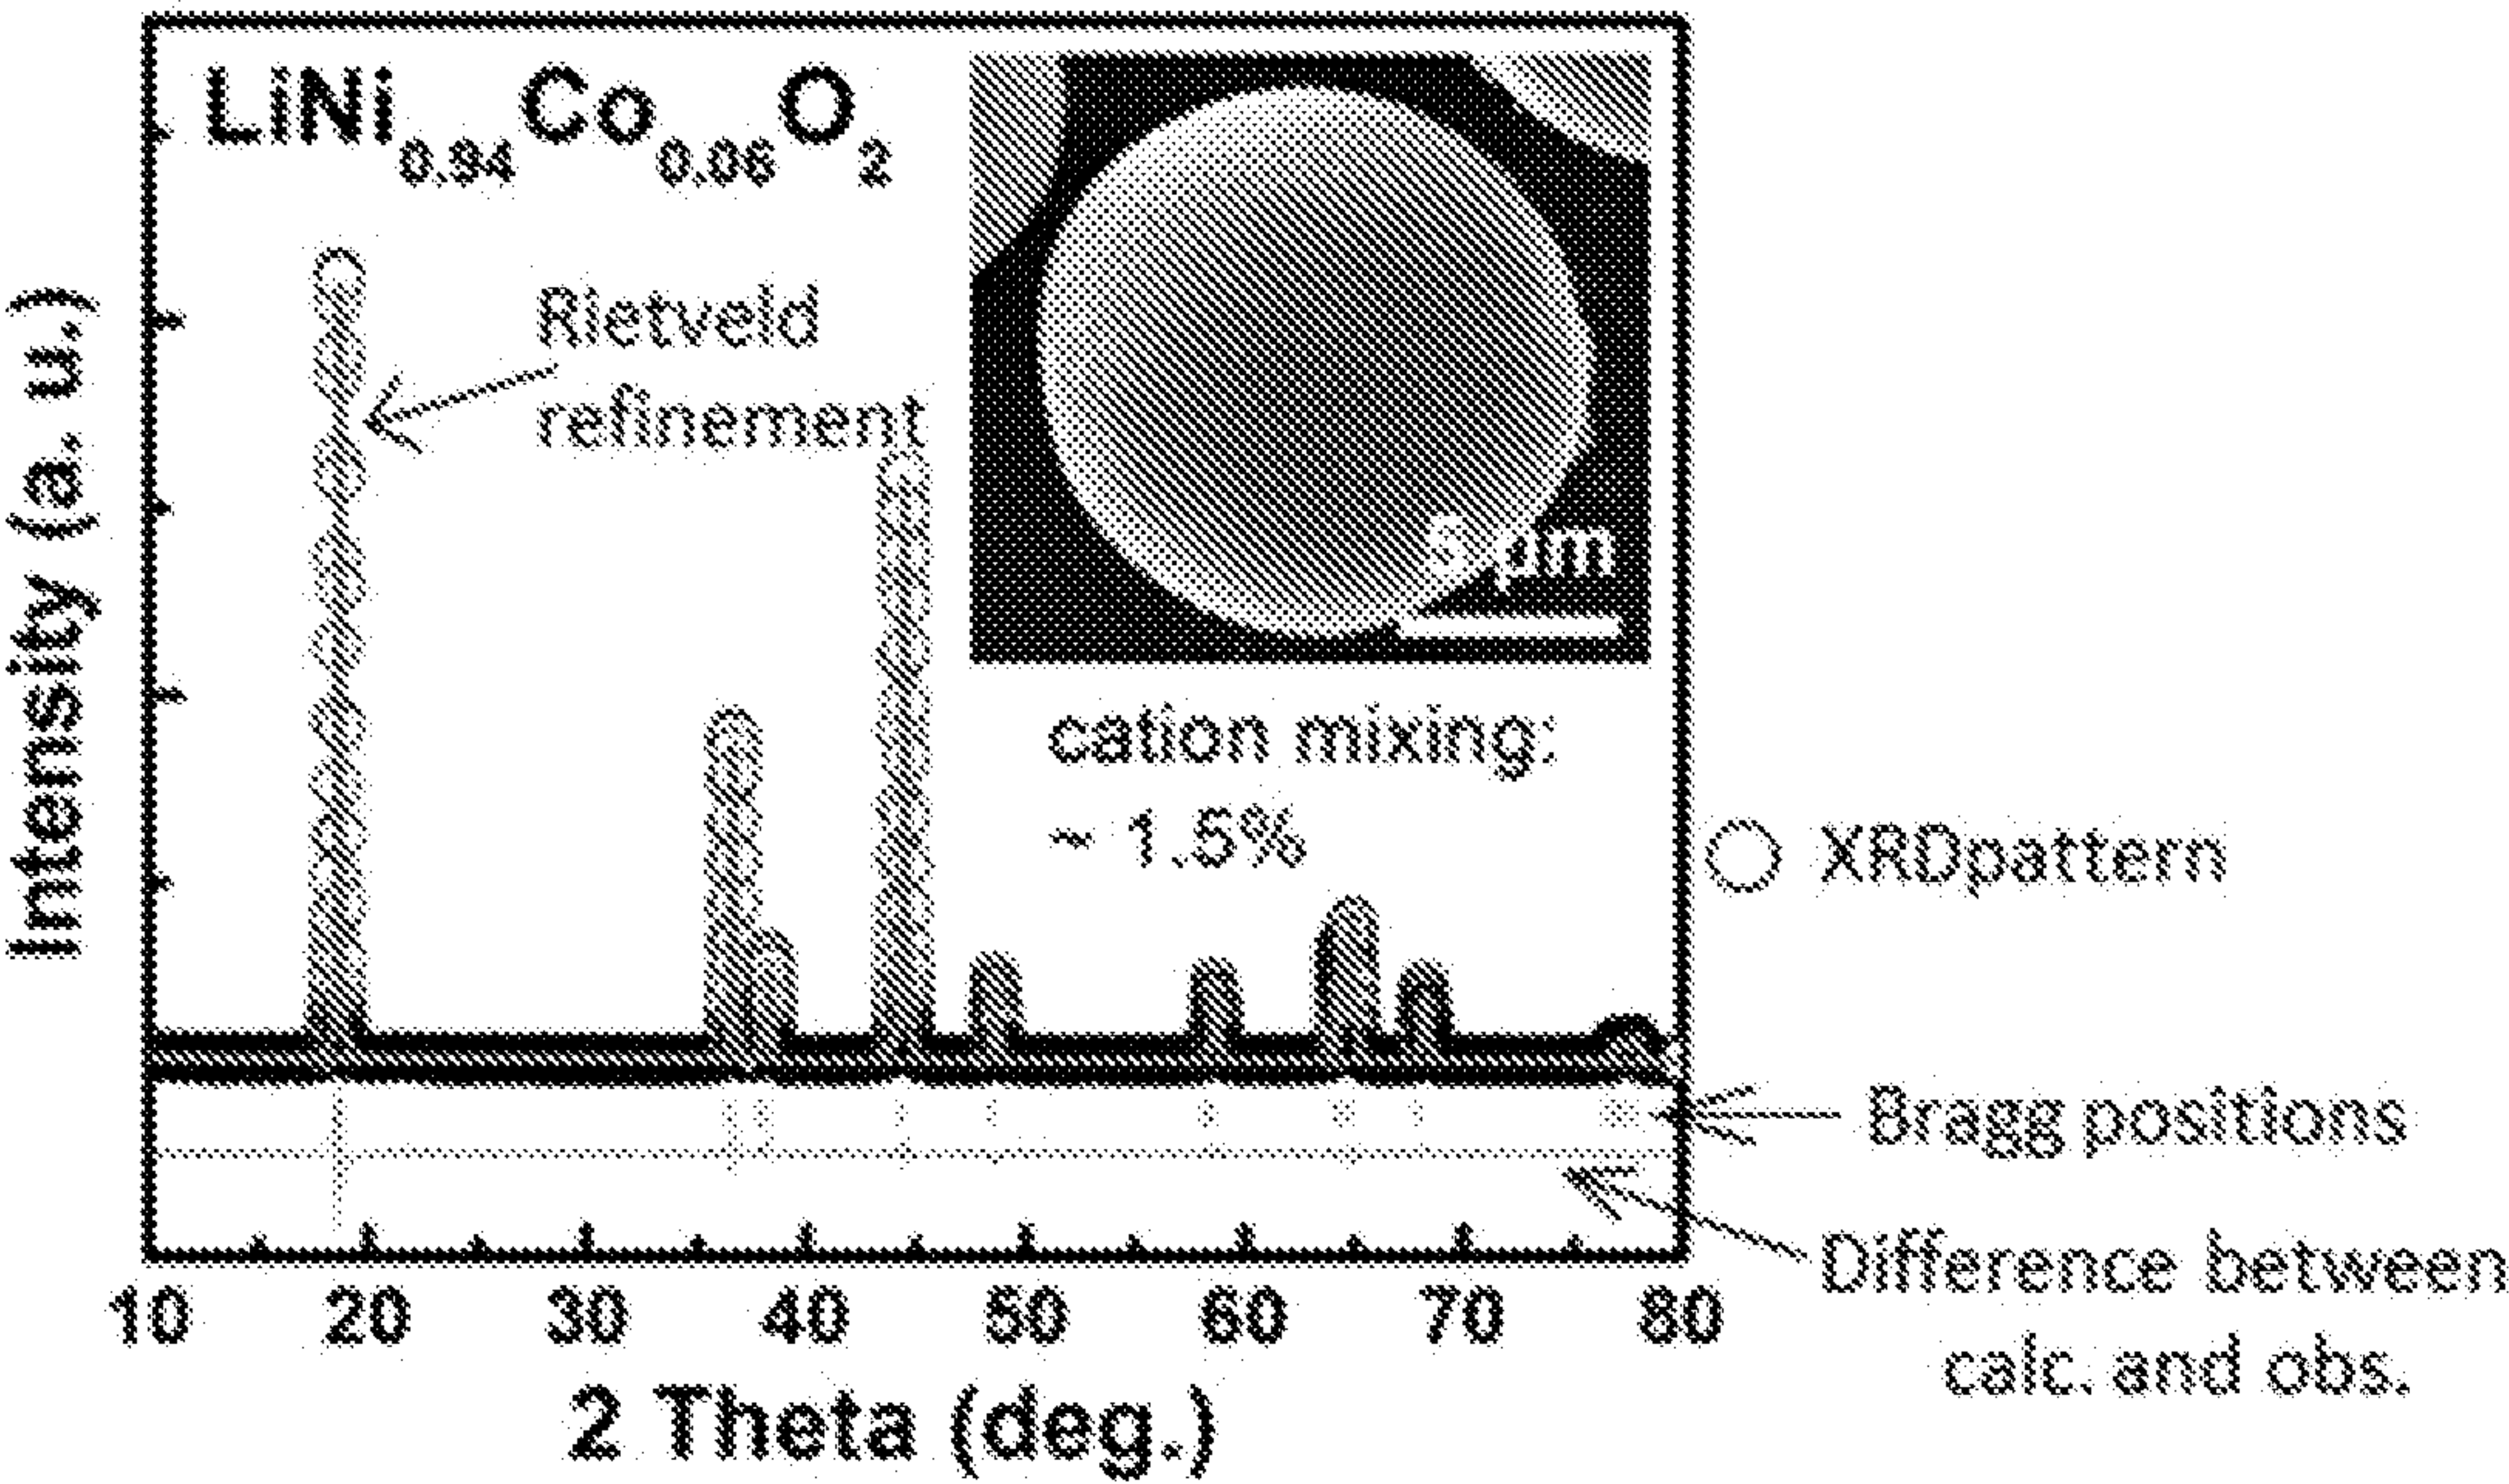 LiNi0.94Co0.06O2
Rietveld
refinement
5 μm
cation mixing:
~ 1.5%
Intensity (a. u.)
XRDpattern
Bragg positions
Difference between
calc. and obs.
10 20 30 40 50 60 70 80
2 Theta (deg.)